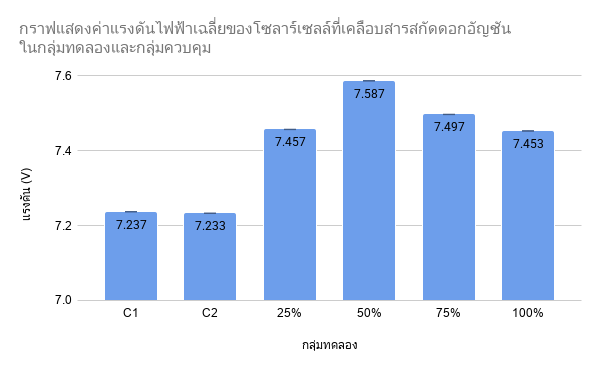 กราฟแสดงค่าแรงดันไฟฟ้าเฉลี่ยของโซลาร์เซลล์ที่เคลือบสารสกัดดอกอัญชัน
ในกลุ่มทดลองและกลุ่มควบคุม
แรงดัน (V)
7.6
7.4
7.2
7.0
7.237
7.233
7.457
7.587
7.497
7.453
C1
C2
25%
50%
75%
100%
กลุ่มทดลอง